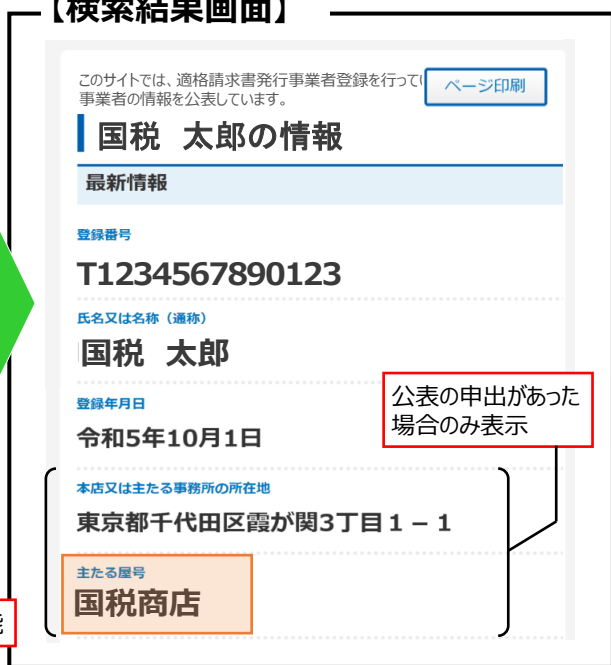 【検索結果画面】
このサイトでは、適格請求書発行事業者登録を行って
事業者の情報を公表しています。
ページ印刷
国税 太郎の情報
最新情報
登録番号
T1234567890123
氏名又は名称（通称）
国税 太郎
登録年月日
令和5年10月1日
公表の申出があった
場合のみ表示
本店又は主たる事務所の所在地
東京都千代田区霞が関3丁目１－１
主たる屋号
国税商店